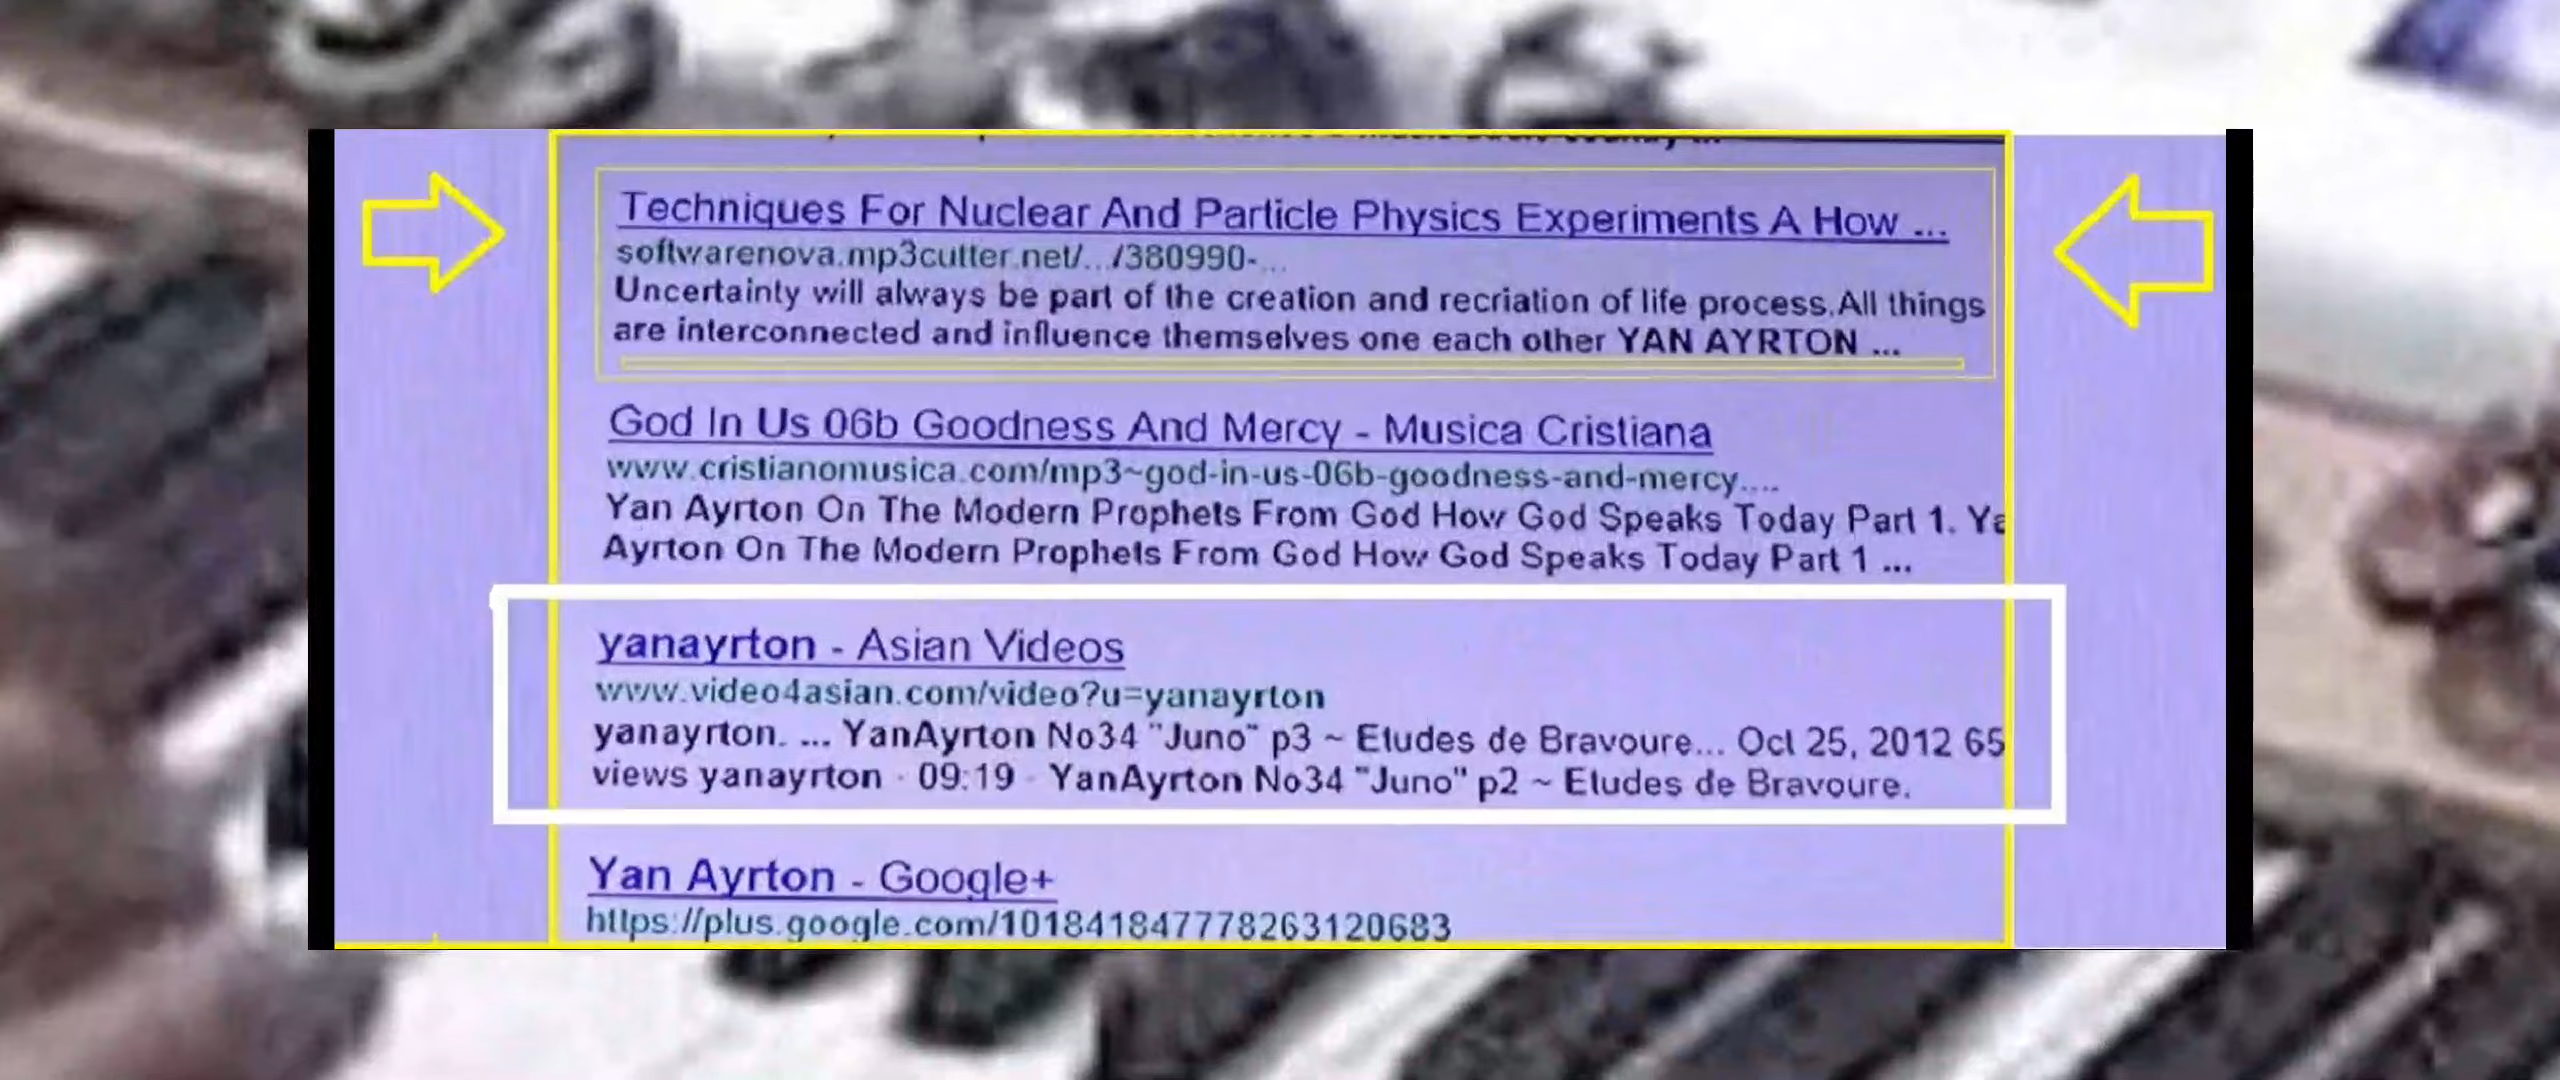 Techniques For Nuclear And Particle Physics Experiments A How ...
softwarenova.mp3cutter.net/.../380990-...
Uncertainty will always be part of the creation and recriation of life process.All things
are interconnected and influence themselves one each other YAN AYRTON ...
God In Us 06b Goodness And Mercy - Musica Cristiana
www.cristianomusica.com/mp3~god-in-us-06b-goodness-and-mercy....
Yan Ayrton On The Modern Prophets From God How God Speaks Today Part 1. Ya
Ayrton On The Modern Prophets From God How God Speaks Today Part 1 ...
yanayrton - Asian Videos
www.video4asian.com/video?u=yanayrton
yanayrton. ... YanAyrton No34 "Juno" p3 ~ Etudes de Bravoure... Oct 25, 2012 65
views yanayrton · 09:19 · YanAyrton No34 "Juno" p2 ~ Etudes de Bravoure.
Yan Ayrton - Google+
https://plus.google.com/101841847778263120683